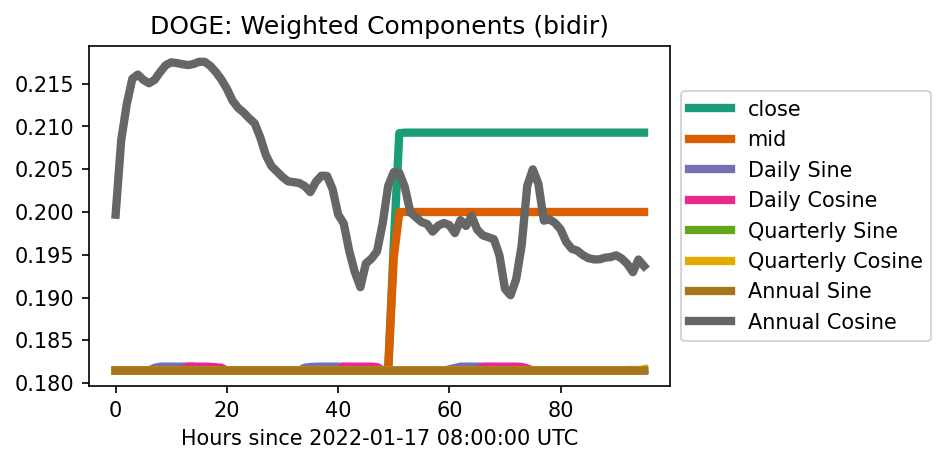 DOGE: Weighted Components (bidir)
0.215
0.210
0.205
0.200
0.195
0.190
0.185
0.180
0 20 40 60 80
Hours since 2022-01-17 08:00:00 UTC
close
mid
Daily Sine
Daily Cosine
Quarterly Sine
Quarterly Cosine
Annual Sine
Annual Cosine